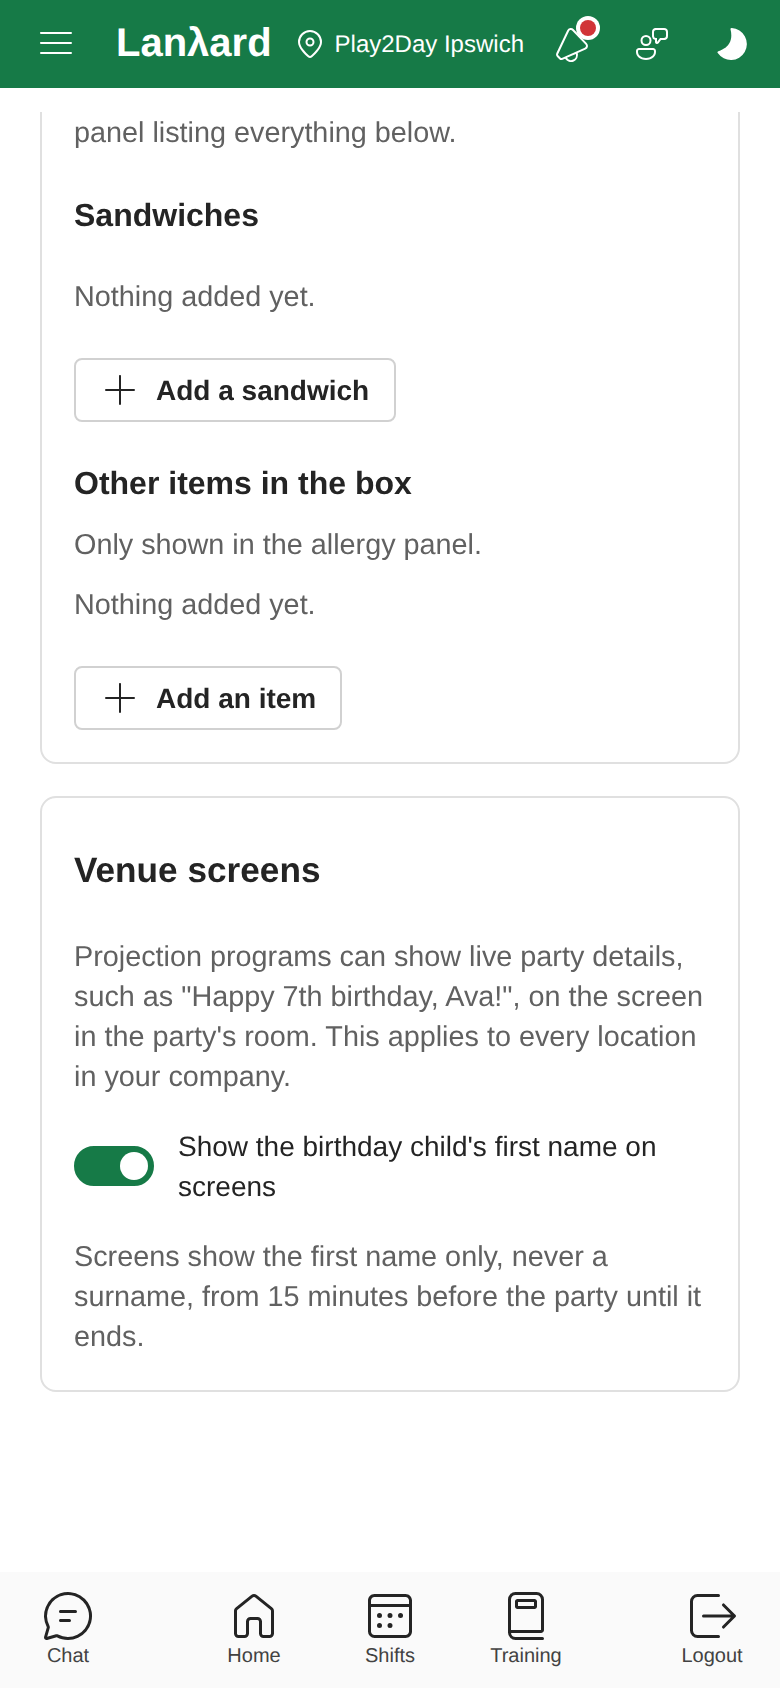 Lanλard
Play2Day Ipswich
panel listing everything below.
Sandwiches
Nothing added yet.
Add a sandwich
Other items in the box
Only shown in the allergy panel.
Nothing added yet.
Add an item
Venue screens
Projection programs can show live party details,
such as "Happy 7th birthday, Ava!", on the screen
in the party's room. This applies to every location
in your company.
Show the birthday child's first name on
screens
Screens show the first name only, never a
surname, from 15 minutes before the party until it
ends.
Chat
Home
Shifts
Training
Logout